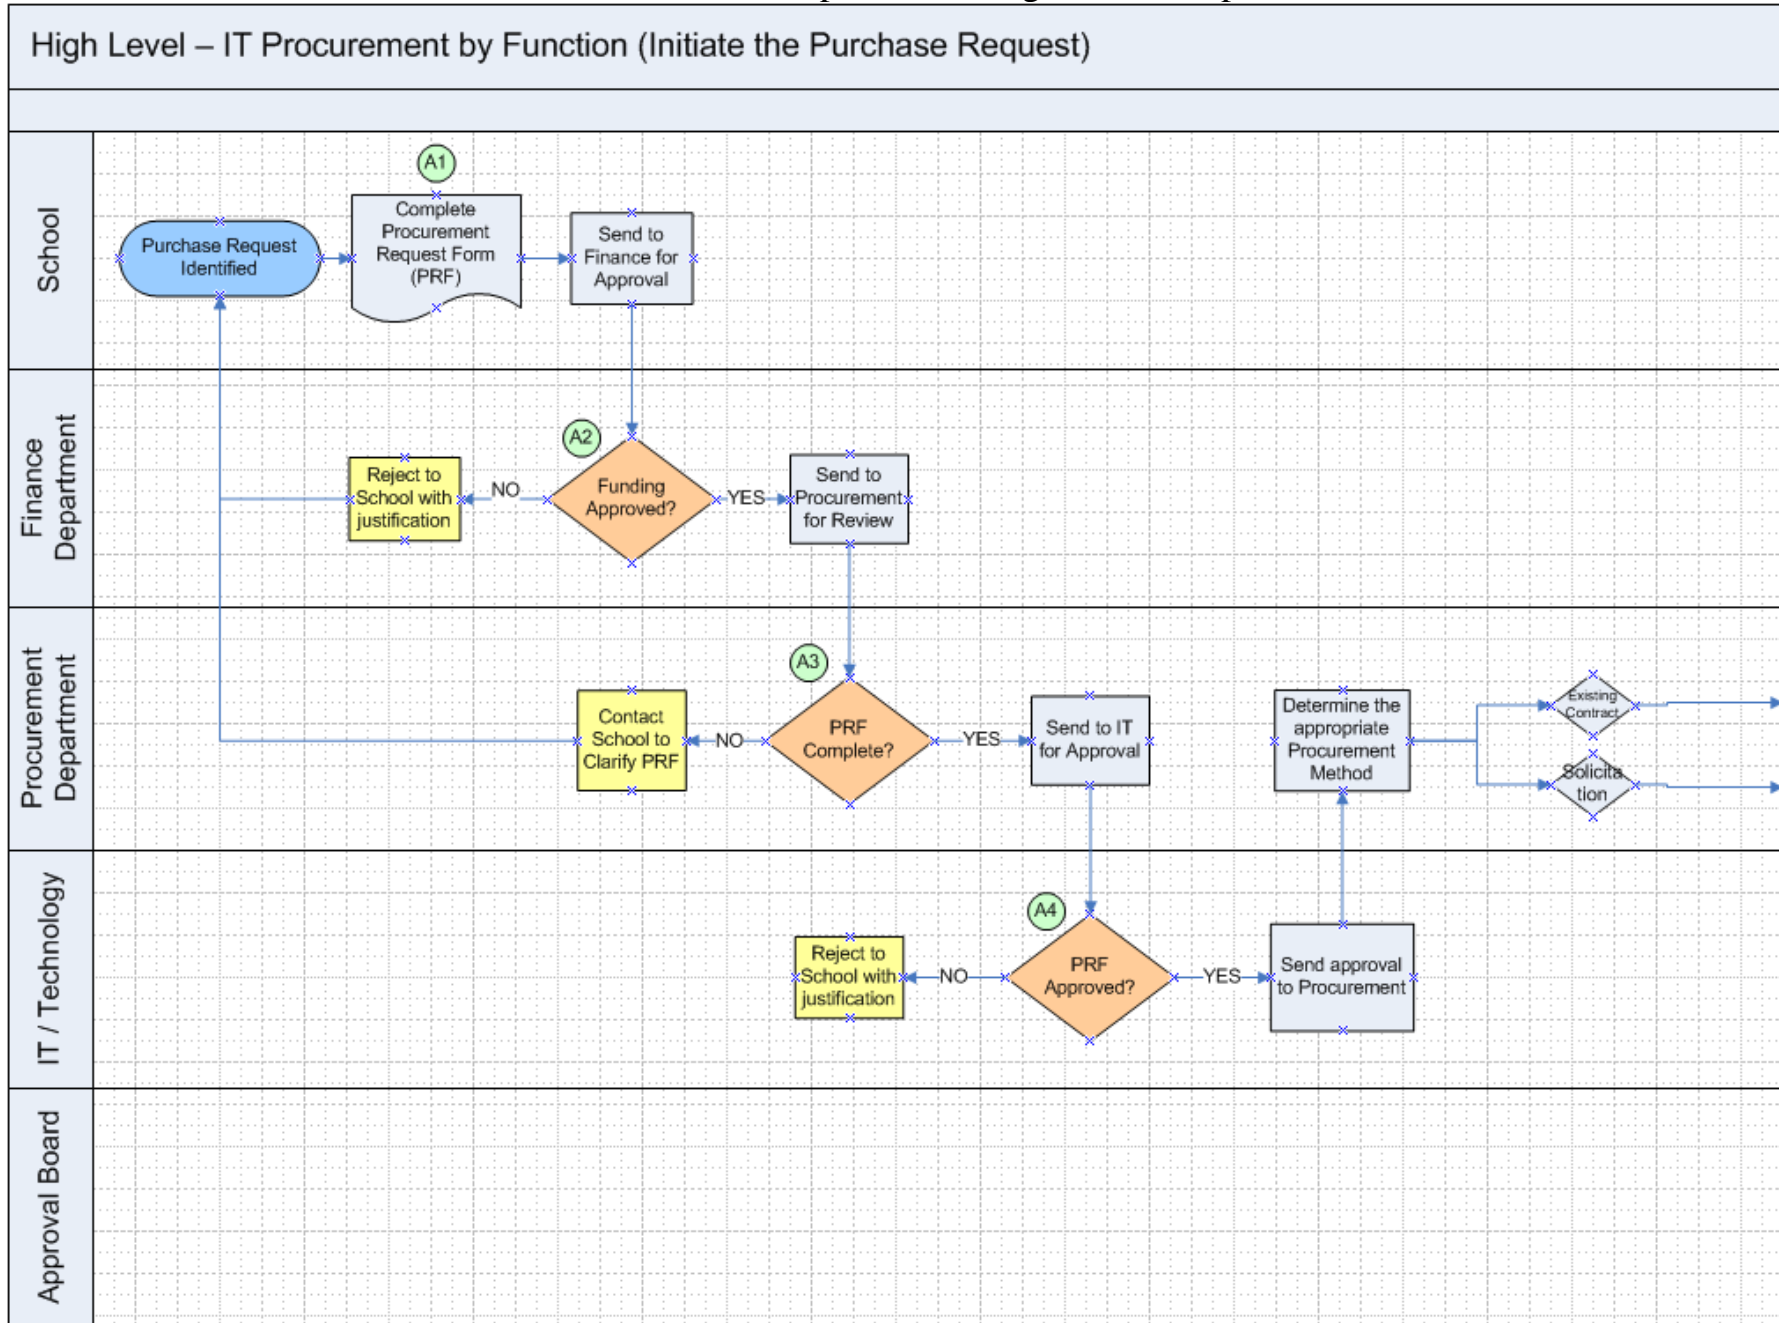 High Level – IT Procurement by Function (Initiate the Purchase Request)
School
A1
Purchase Request
Identified
Complete
Procurement
Request Form
(PRF)
Send to
Finance for
Approval
Finance
Department
A2
Reject to
School with
justification
NO
Funding
Approved?
YES
Send to
Procurement
for Review
Procurement
Department
A3
Contact
School to
Clarify PRF
NO
PRF
Complete?
YES
Send to IT
for Approval
Determine the
appropriate
Procurement
Method
Existing
Contract
Solicita
tion
IT / Technology
A4
Reject to
School with
justification
NO
PRF
Approved?
YES
Send approval
to Procurement
Approval Board